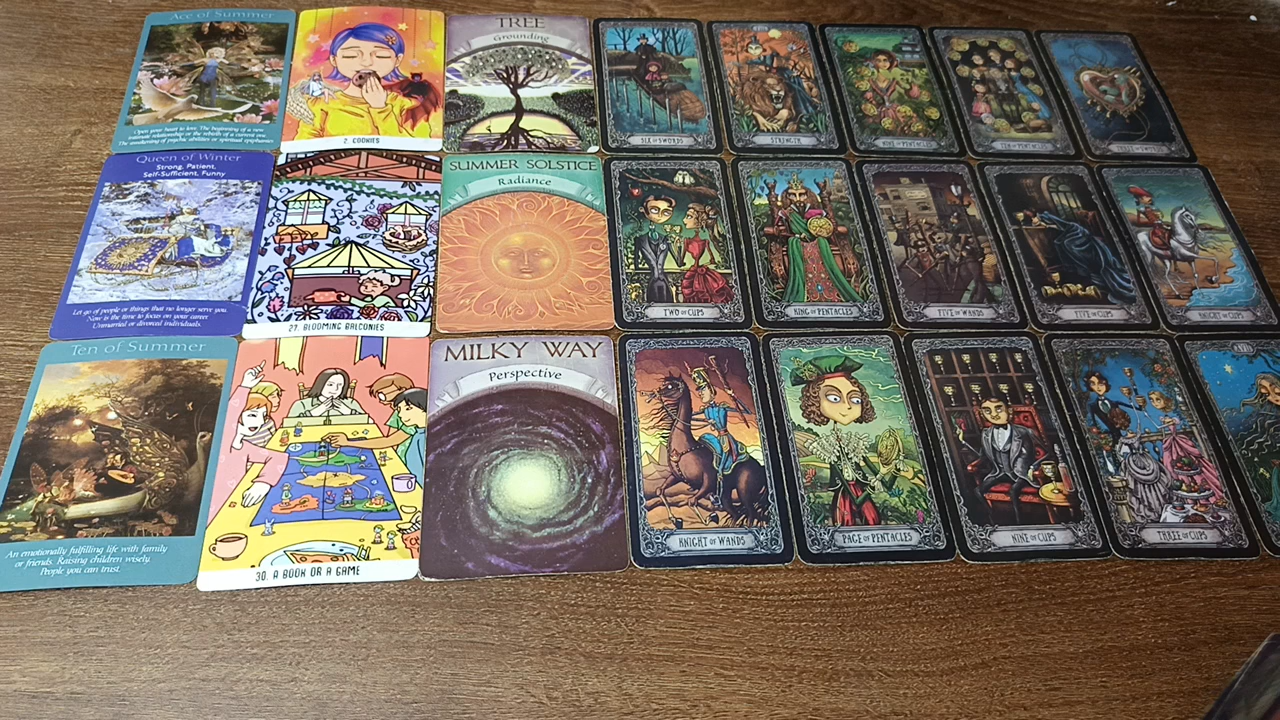 Ace of Summer
Open your heart to love. The beginning of a new
intimate relationship or the rebirth of a current one.
The awakening of psychic abilities or spiritual epiphanies.
2. COOKIES
TREE
Grounding
SIX OF SWORDS
STRENGTH
NINE OF PENTACLES
TEN OF PENTACLES
THREE OF SWORDS
Queen of Winter
Strong, Patient,
Self-Sufficient, Funny
Let go of people or things that no longer serve you.
Now is the time to focus on your career.
Unmarried or divorced individuals.
29. BLOOMING BALCONIES
SUMMER SOLSTICE
Radiance
TWO OF CUPS
KING OF PENTACLES
FIVE OF WANDS
FIVE OF CUPS
KNIGHT OF CUPS
Ten of Summer
An emotionally fulfilling life with family
or friends. Raising children wisely.
People you can trust.
30. A BOOK OR A GAME
MILKY WAY
Perspective
KNIGHT OF WANDS
PAGE OF PENTACLES
NINE OF CUPS
THREE OF CUPS